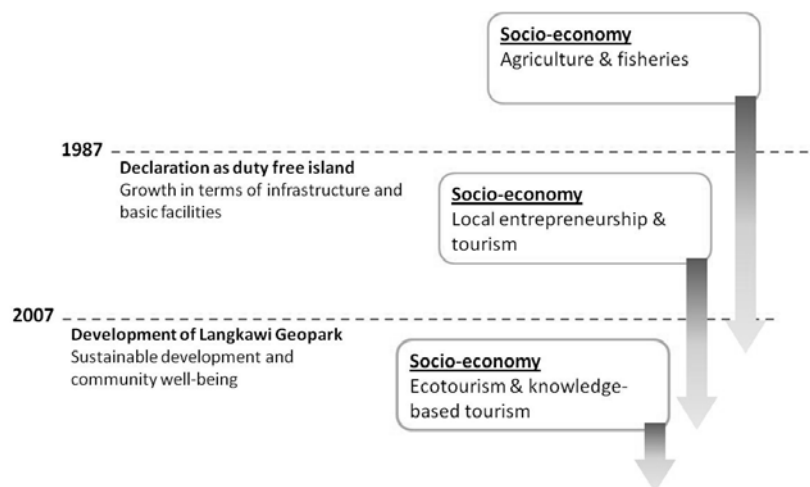 Socio-economy
Agriculture & fisheries
1987
Declaration as duty free island
Growth in terms of infrastructure and
basic facilities
Socio-economy
Local entrepreneurship &
tourism
2007
Development of Langkawi Geopark
Sustainable development and
community well-being
Socio-economy
Ecotourism & knowledge-
based tourism